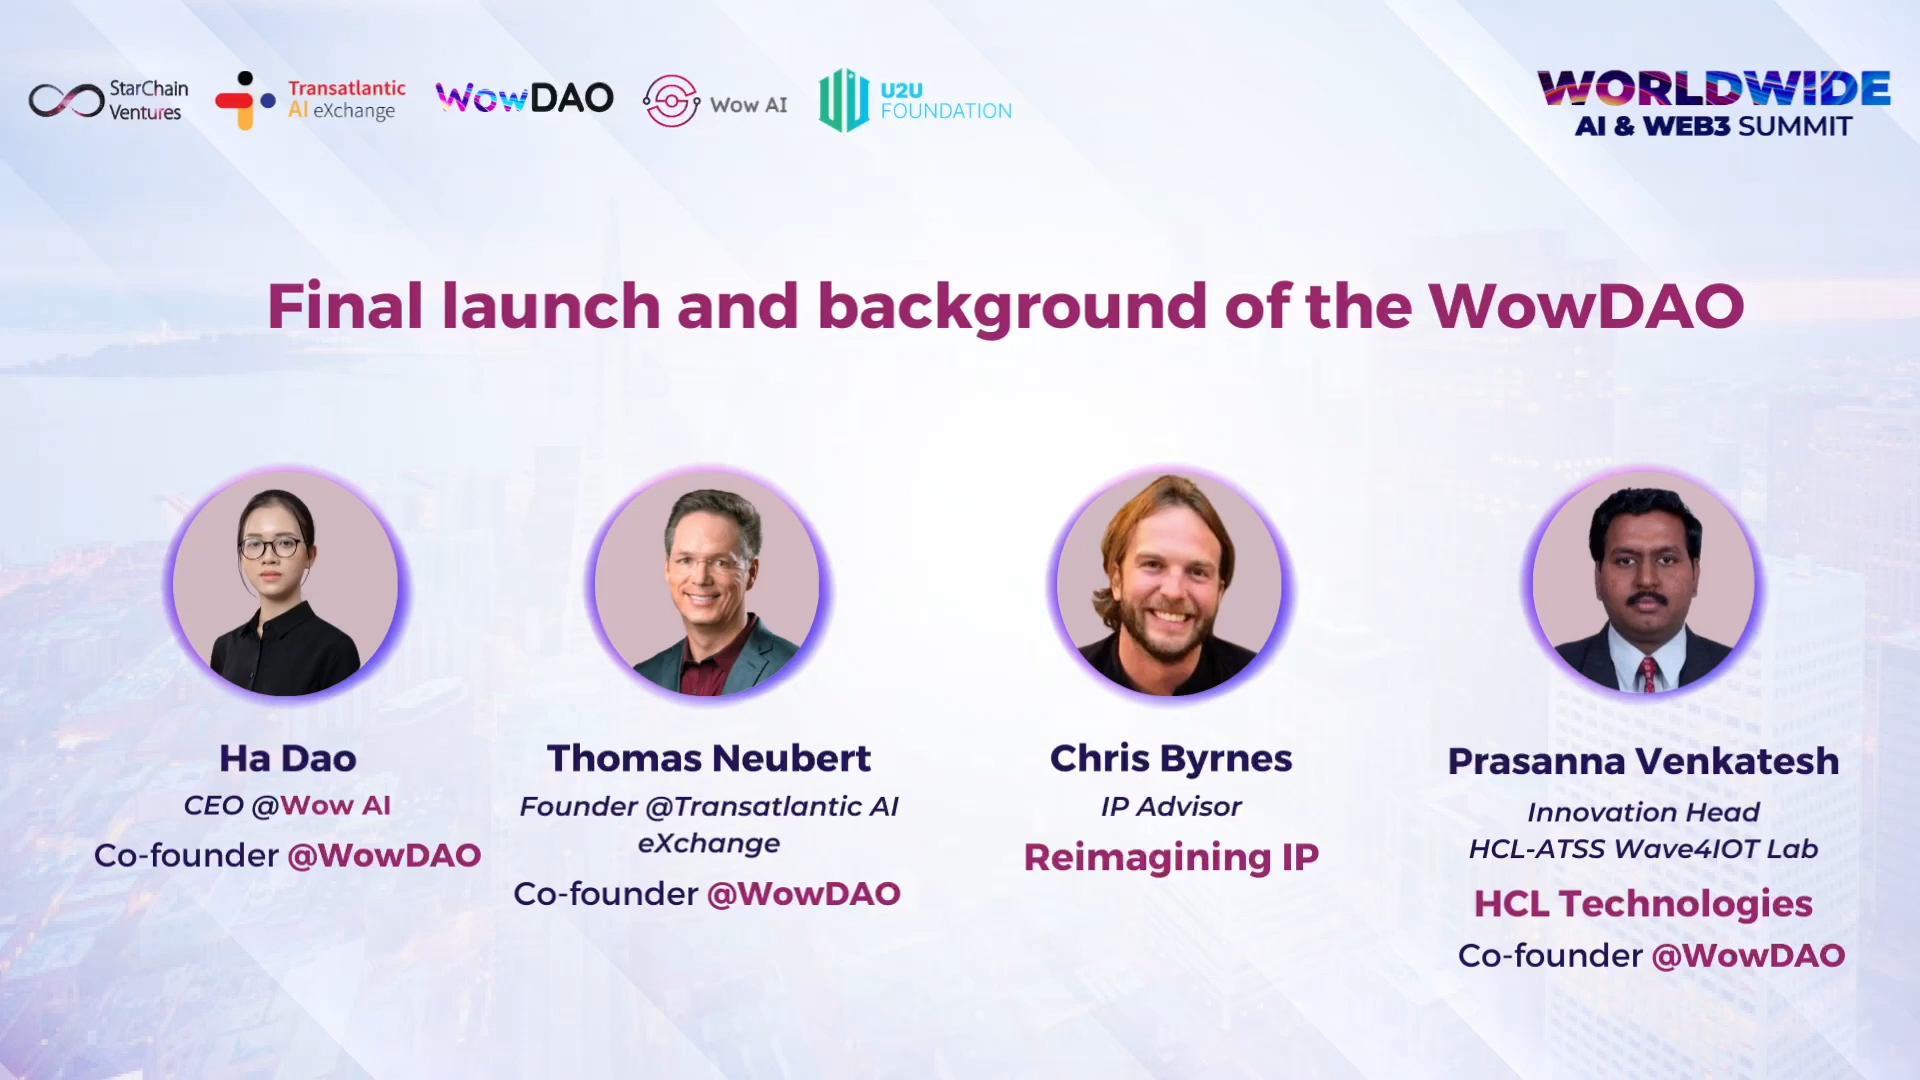 StarChain
Ventures
Transatlantic
AI eXchange
WowDAO
Wow AI
U2U
FOUNDATION
WORLDWIDE
AI & WEB3 SUMMIT
Final launch and background of the WowDAO
Ha Dao
CEO @Wow AI
Co-founder @WowDAO
Thomas Neubert
Founder @Transatlantic AI
eXchange
Co-founder @WowDAO
Chris Byrnes
IP Advisor
Reimagining IP
Prasanna Venkatesh
Innovation Head
HCL-ATSS Wave4IOT Lab
HCL Technologies
Co-founder @WowDAO